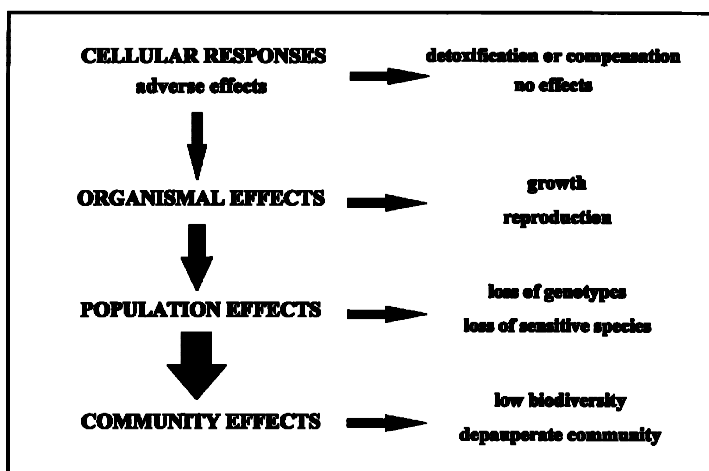 CELLULAR RESPONSES
adverse effects
detoxification or compensation
no effects
ORGANISMAL EFFECTS
growth
reproduction
POPULATION EFFECTS
loss of genotypes
loss of sensitive species
COMMUNITY EFFECTS
low biodiversity
depauperate community